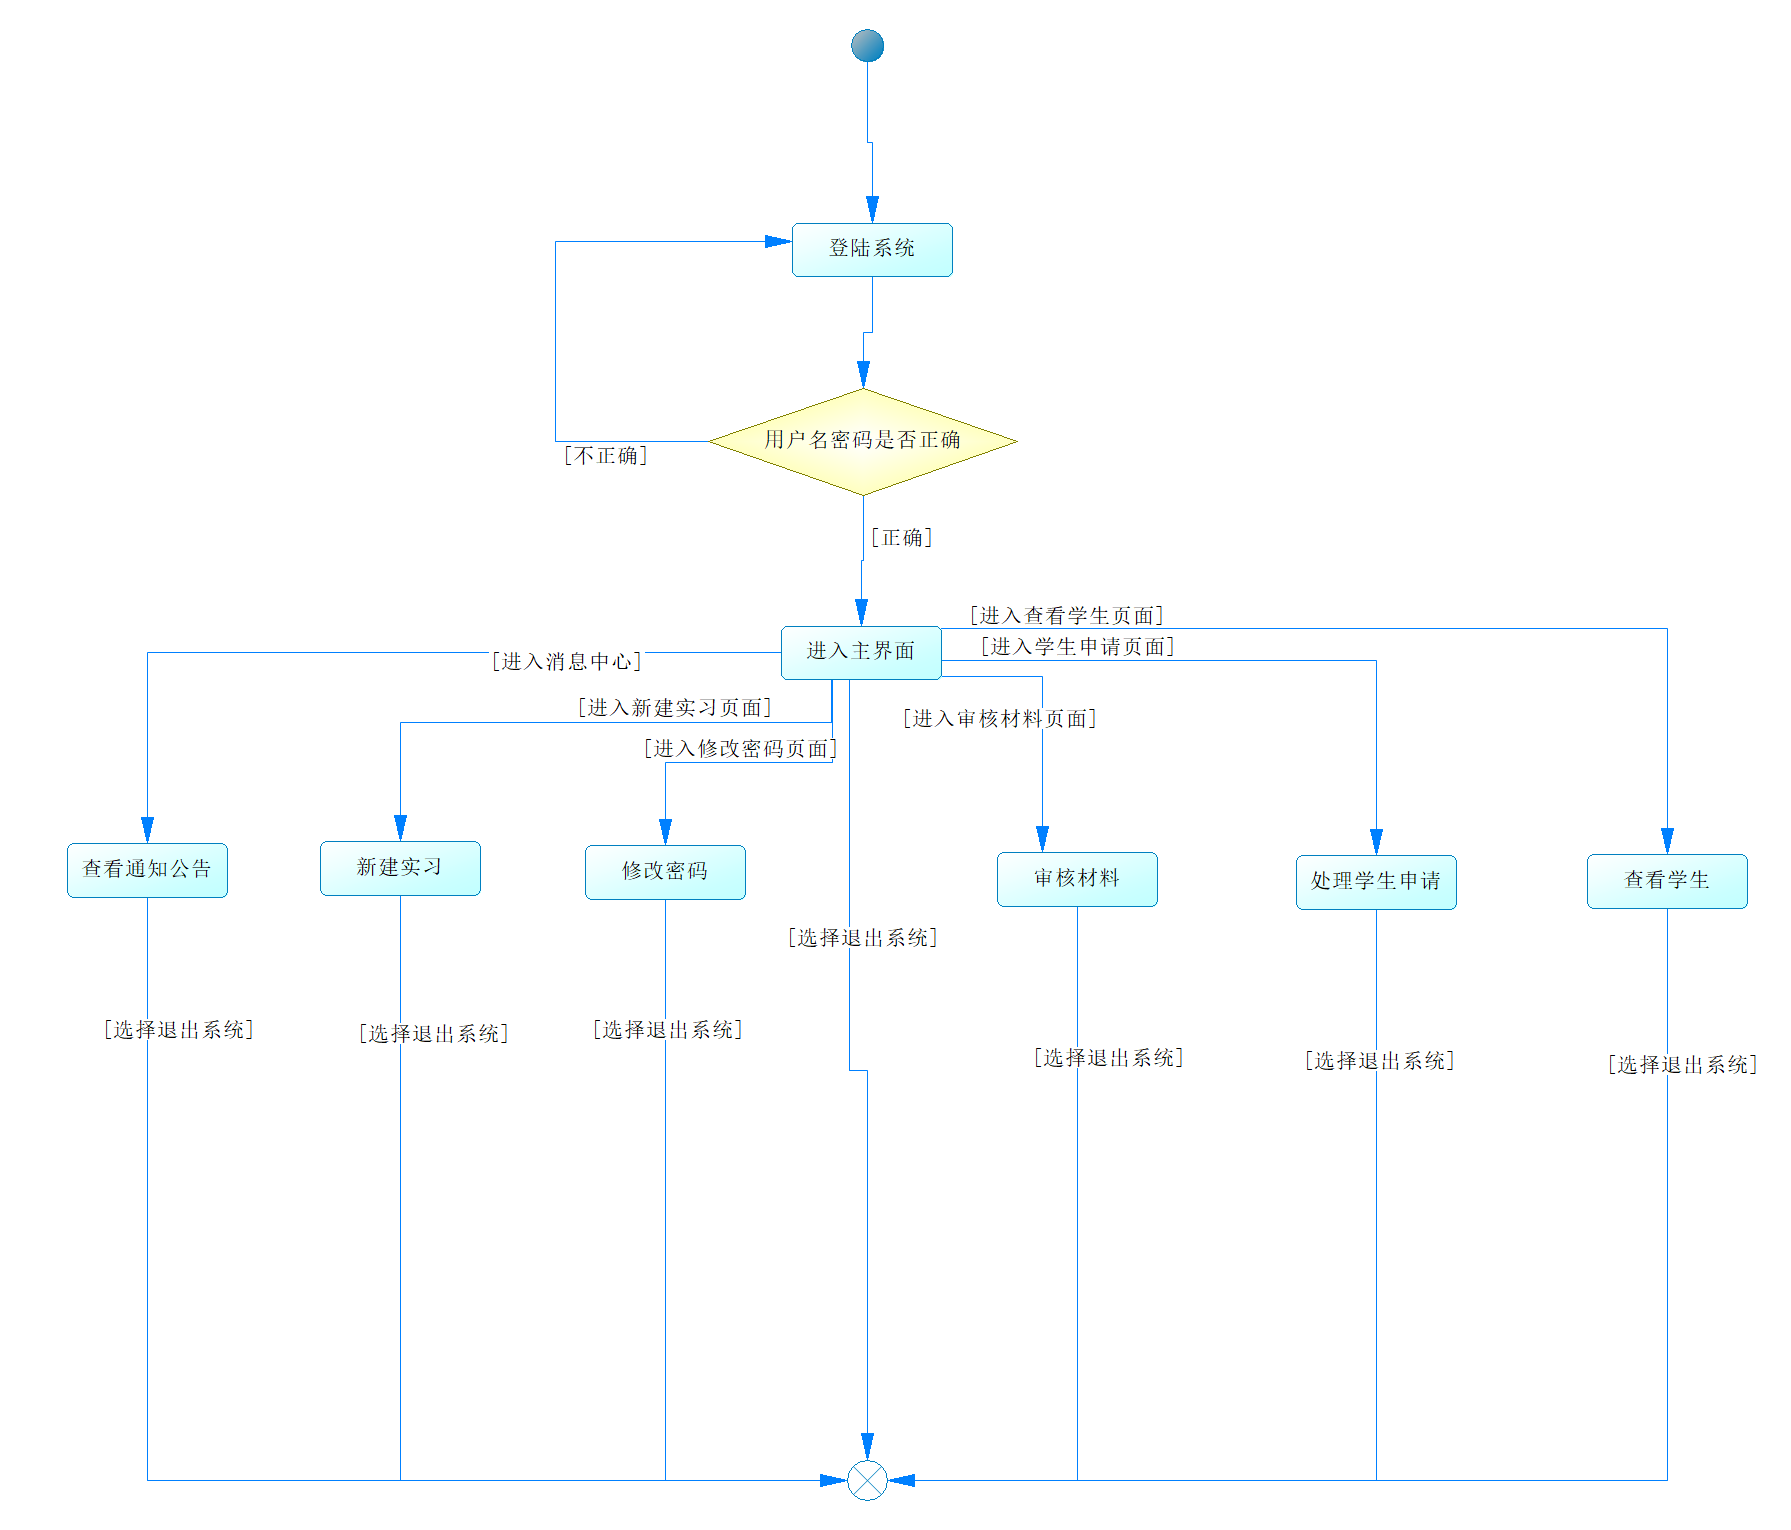 登陆系统
用户名密码是否正确
[不正确]
[正确]
[进入查看学生页面]
进入主界面
[进入学生申请页面]
[进入消息中心]
[进入新建实习页面]
[进入审核材料页面]
[进入修改密码页面]
查看通知公告
新建实习
修改密码
审核材料
处理学生申请
查看学生
[选择退出系统]
[选择退出系统]
[选择退出系统]
[选择退出系统]
[选择退出系统]
[选择退出系统]
[选择退出系统]